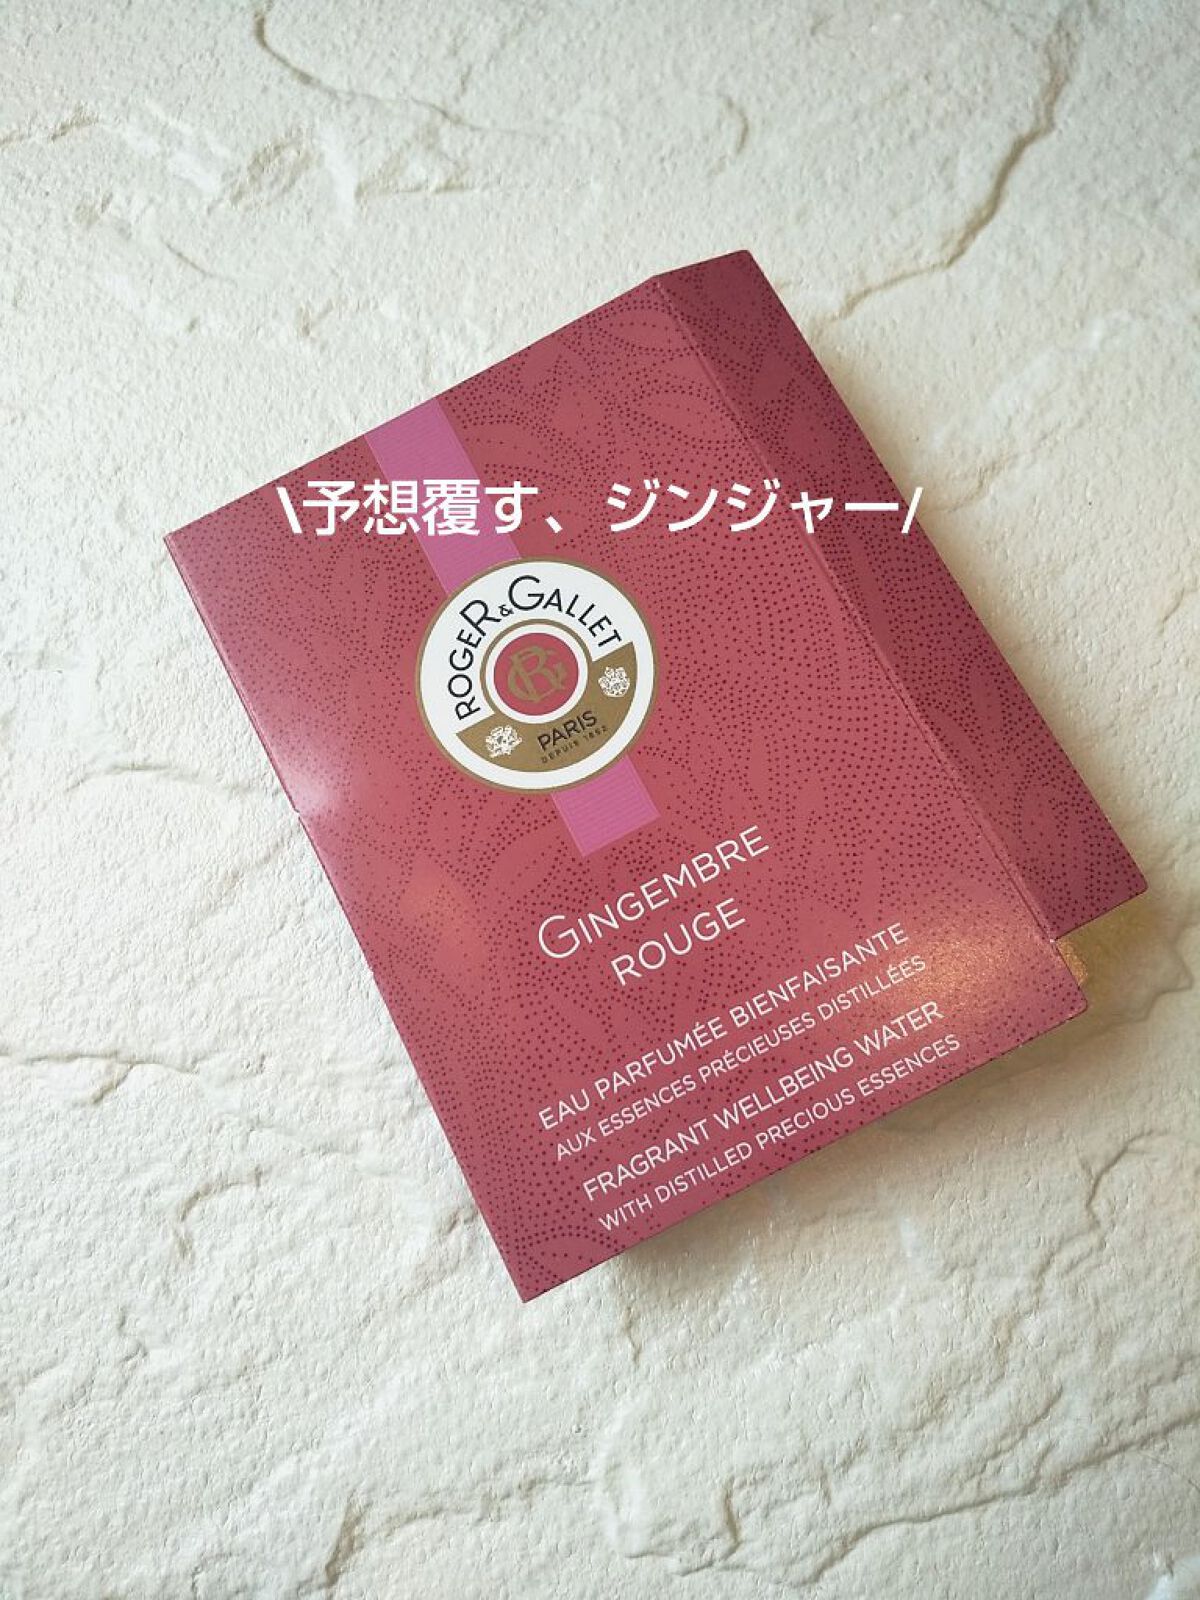 \予想覆す、ジンジャー/
ROGER&GALLET
PARIS
DEPUIS 1862
GINGEMBRE
ROUGE
EAU PARFUMÉE BIENFAISANTE
AUX ESSENCES PRÉCIEUSES DISTILLÉES
FRAGRANT WELLBEING WATER
WITH DISTILLED PRECIOUS ESSENCES